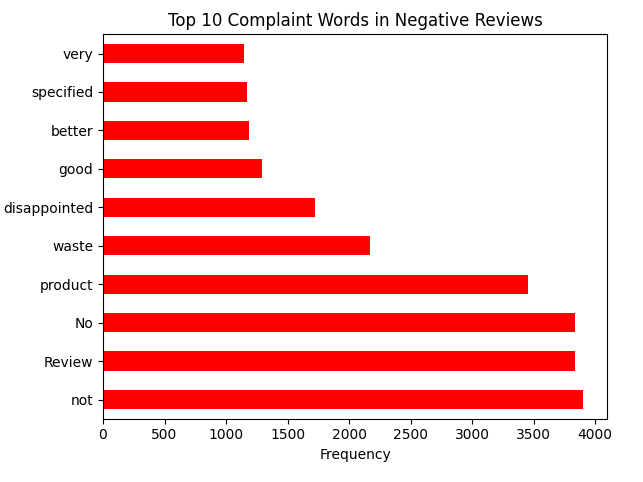 Top 10 Complaint Words in Negative Reviews
very
specified
better
good
disappointed
waste
product
No
Review
not
0 500 1000 1500 2000 2500 3000 3500 4000
Frequency